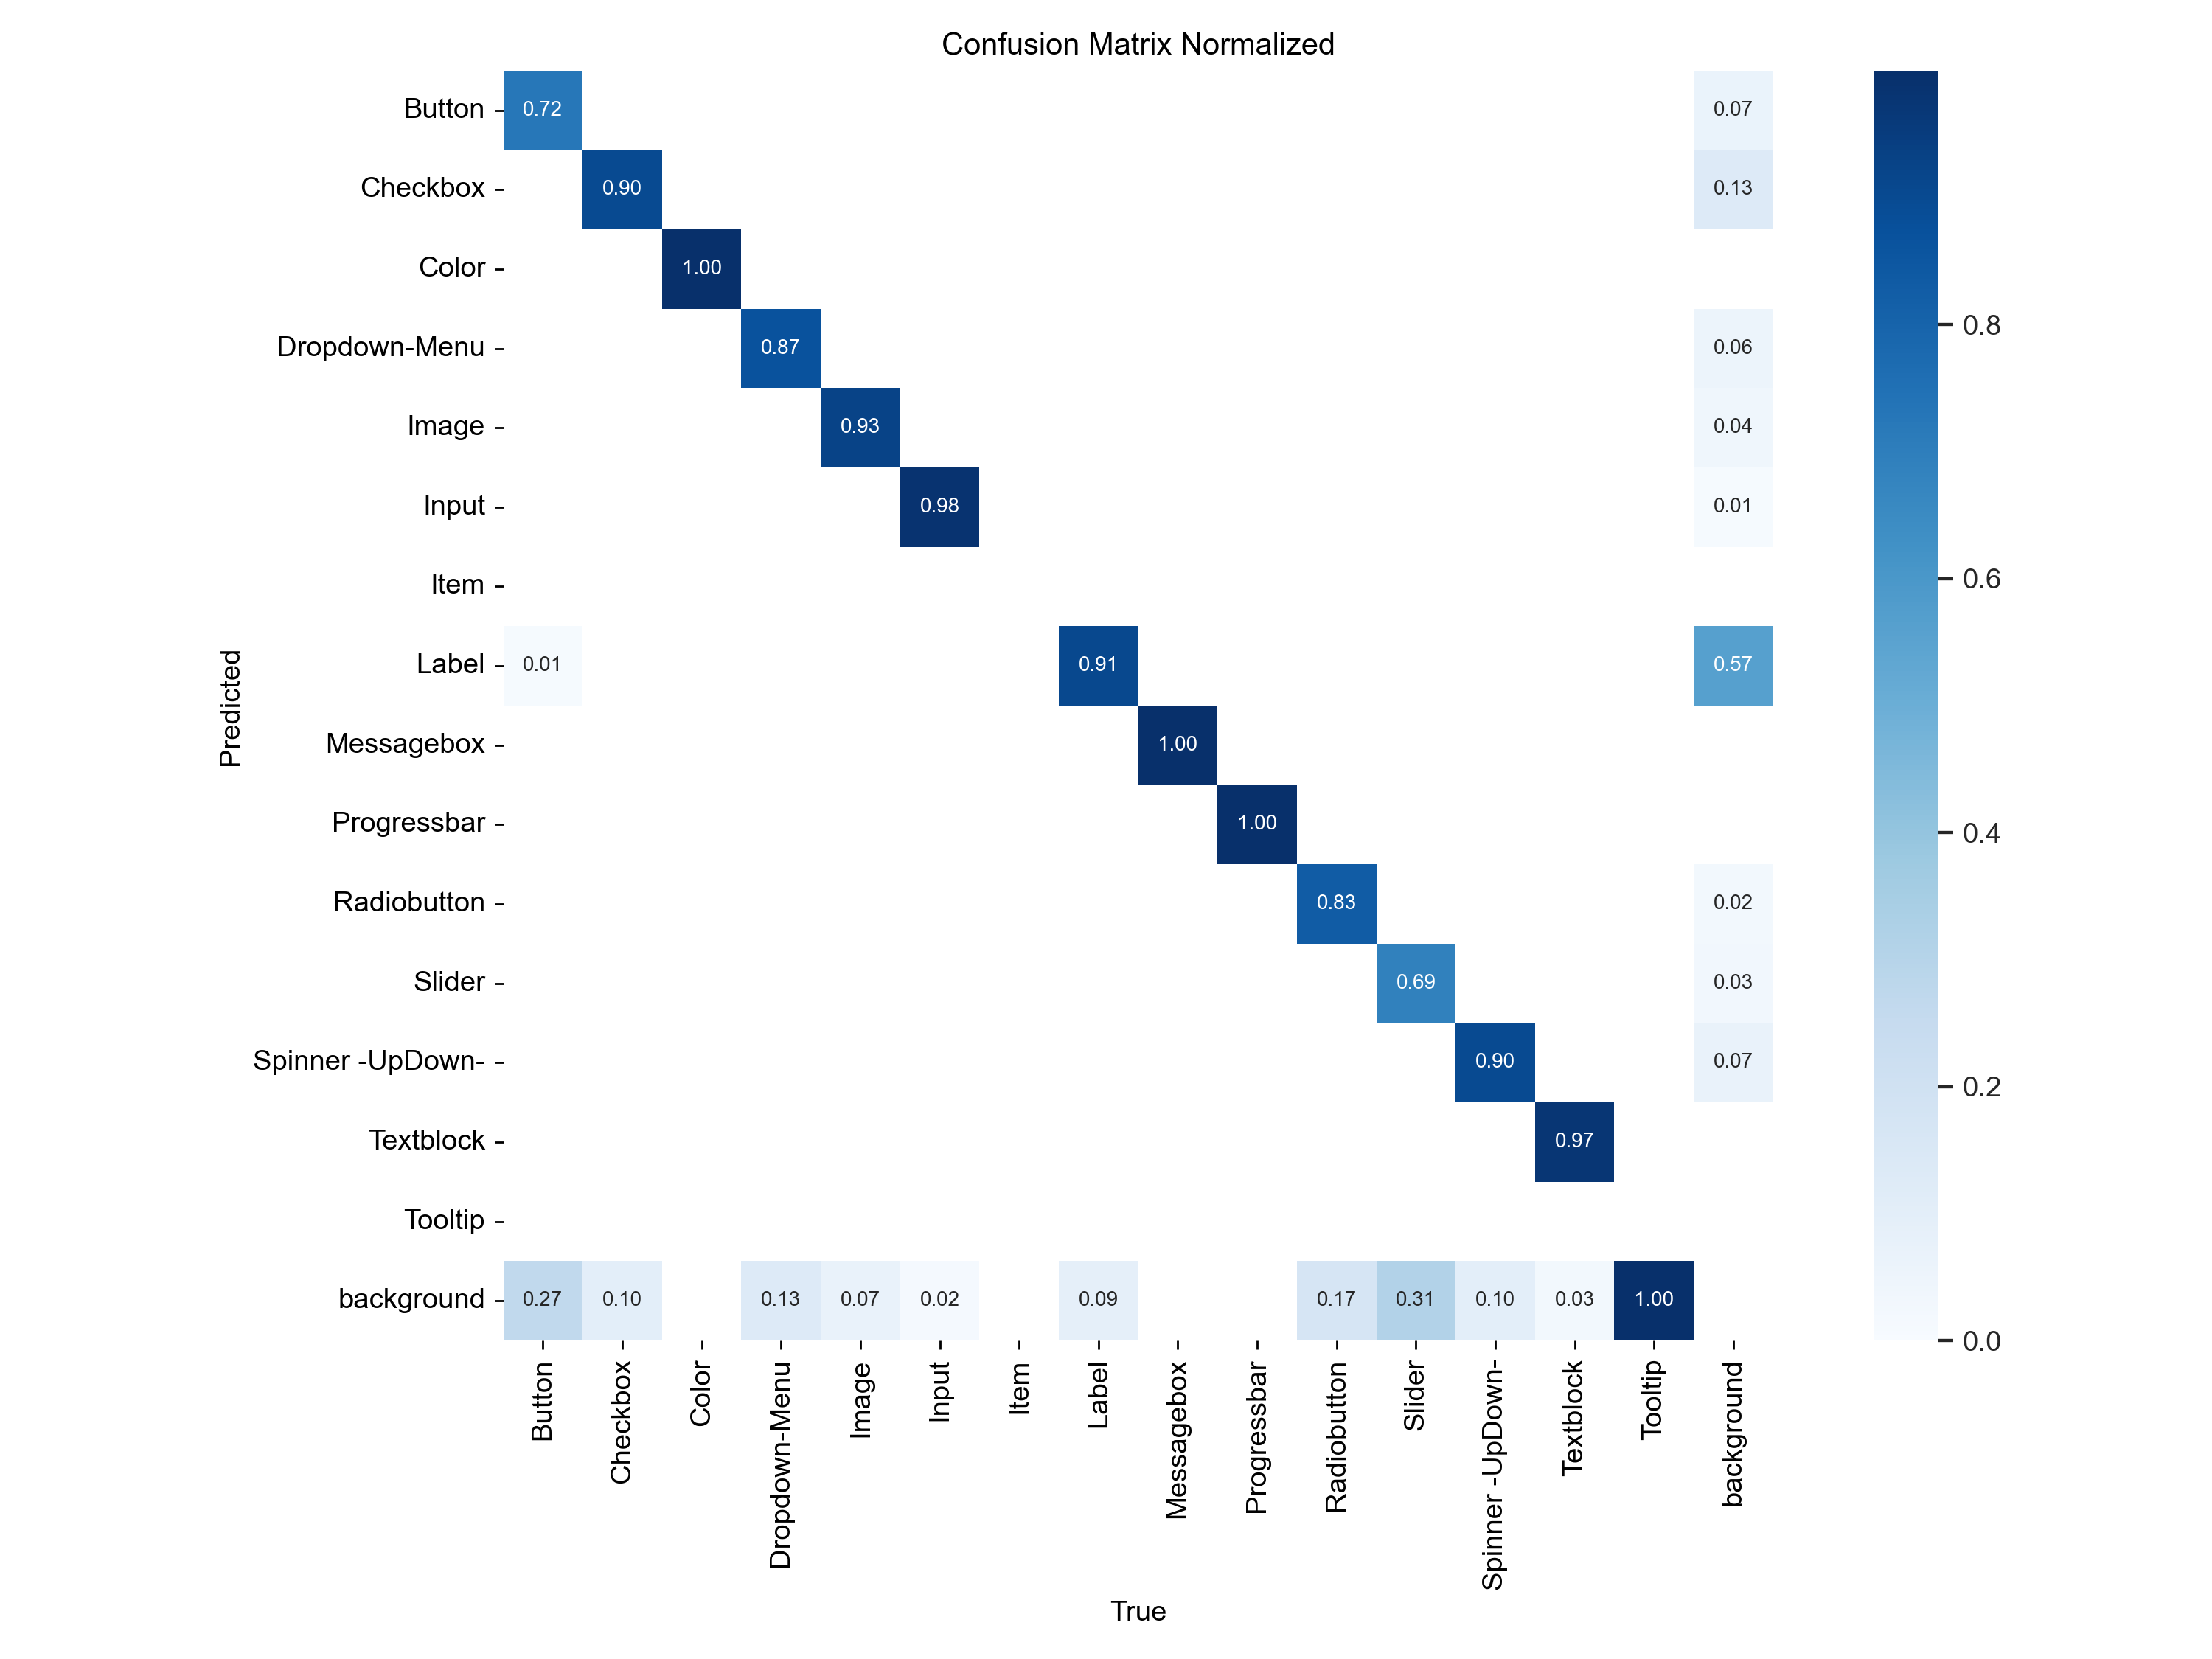 Confusion Matrix Normalized
Button 0.72 0.07
Checkbox 0.90 0.13
Color 1.00
Dropdown-Menu 0.87 0.06
Image 0.93 0.04
Input 0.98 0.01
Item
Label 0.01 0.91 0.57
Messagebox 1.00
Progressbar 1.00
Radiobutton 0.83 0.02
Slider 0.69 0.03
Spinner -UpDown- 0.90 0.07
Textblock 0.97
Tooltip
background 0.27 0.10 0.13 0.07 0.02 0.09 0.17 0.31 0.10 0.03 1.00
Predicted
Button
Checkbox
Color
Dropdown-Menu
Image
Input
Item
Label
Messagebox
Progressbar
Radiobutton
Slider
Spinner -UpDown-
Textblock
Tooltip
background
True
0.8
0.6
0.4
0.2
0.0